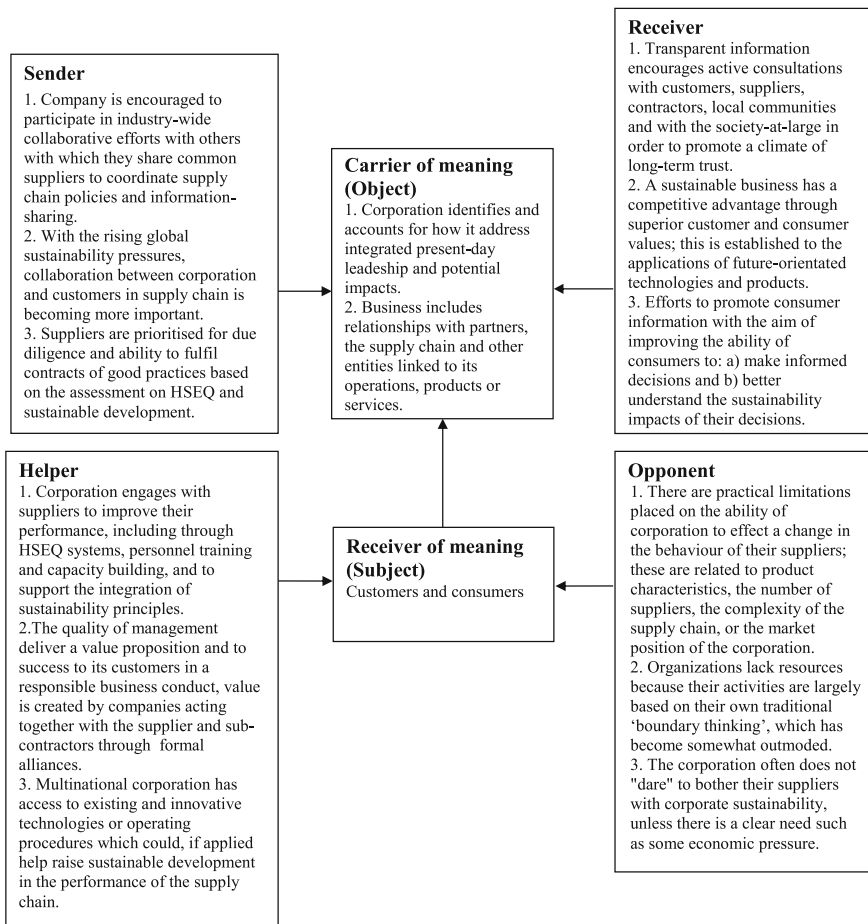 Sender
1. Company is encouraged to
participate in industry-wide
collaborative efforts with others
with which they share common
suppliers to coordinate supply
chain policies and information-
sharing.
2. With the rising global
sustainability pressures,
collaboration between corporation
and customers in supply chain is
becoming more important.
3. Suppliers are prioritised for due
diligence and ability to fulfil
contracts of good practices based
on the assessment on HSEQ and
sustainable development.
Carrier of meaning
(Object)
1. Corporation identifies and
accounts for how it address
integrated present-day
leadeship and potential
impacts.
2. Business includes
relationships with partners,
the supply chain and other
entities linked to its
operations, products or
services.
Receiver
1. Transparent information
encourages active consultations
with customers, suppliers,
contractors, local communities
and with the society-at-large in
order to promote a climate of
long-term trust.
2. A sustainable business has a
competitive advantage through
superior customer and consumer
values; this is established to the
applications of future-orientated
technologies and products.
3. Efforts to promote consumer
information with the aim of
improving the ability of
consumers to: a) make informed
decisions and b) better
understand the sustainability
impacts of their decisions.
Helper
1. Corporation engages with
suppliers to improve their
performance, including through
HSEQ systems, personnel training
and capacity building, and to
support the integration of
sustainability principles.
2.The quality of management
deliver a value proposition and to
success to its customers in a
responsible business conduct, value
is created by companies acting
together with the supplier and sub-
contractors through formal
alliances.
3. Multinational corporation has
access to existing and innovative
technologies or operating
procedures which could, if applied
help raise sustainable development
in the performance of the supply
chain.
Receiver of meaning
(Subject)
Customers and consumers
Opponent
1. There are practical limitations
placed on the ability of
corporation to effect a change in
the behaviour of their suppliers;
these are related to product
characteristics, the number of
suppliers, the complexity of the
supply chain, or the market
position of the corporation.
2. Organizations lack resources
because their activities are largely
based on their own traditional
‘boundary thinking’, which has
become somewhat outmoded.
3. The corporation often does not
"dare" to bother their suppliers
with corporate sustainability,
unless there is a clear need such
as some economic pressure.